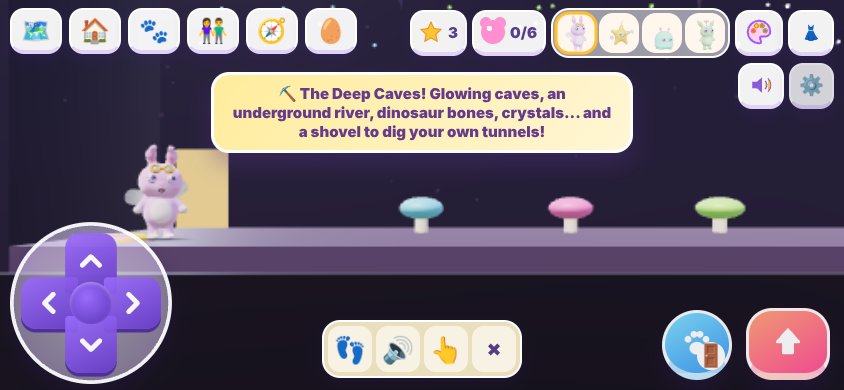 3
0/6
⛏️ The Deep Caves! Glowing caves, an
underground river, dinosaur bones, crystals... and
a shovel to dig your own tunnels!